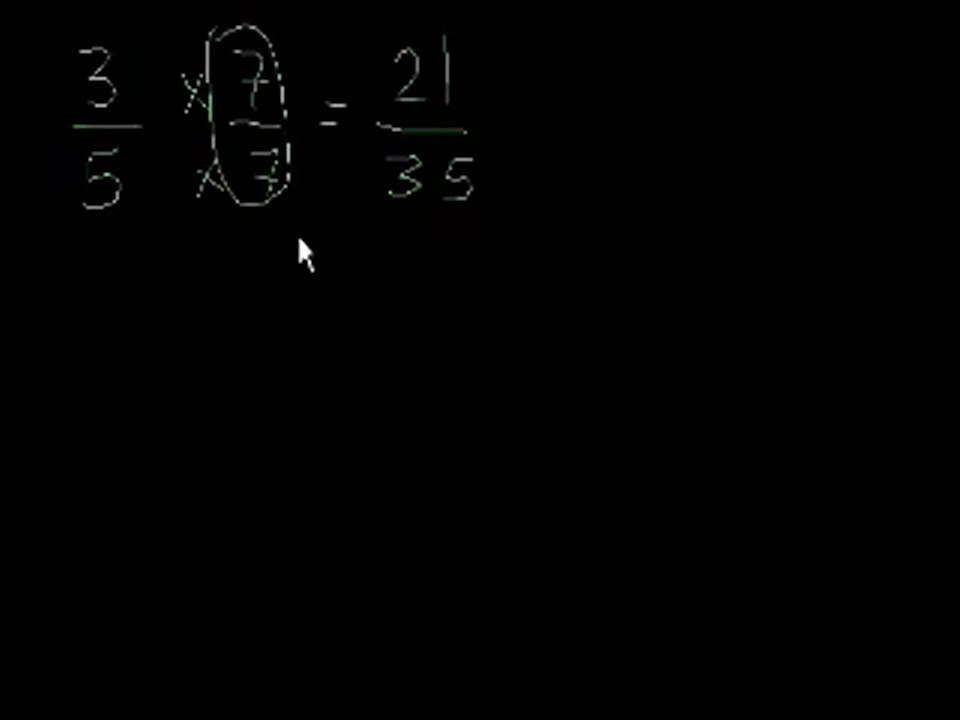 3 × 7 = 21
5 × 7 35